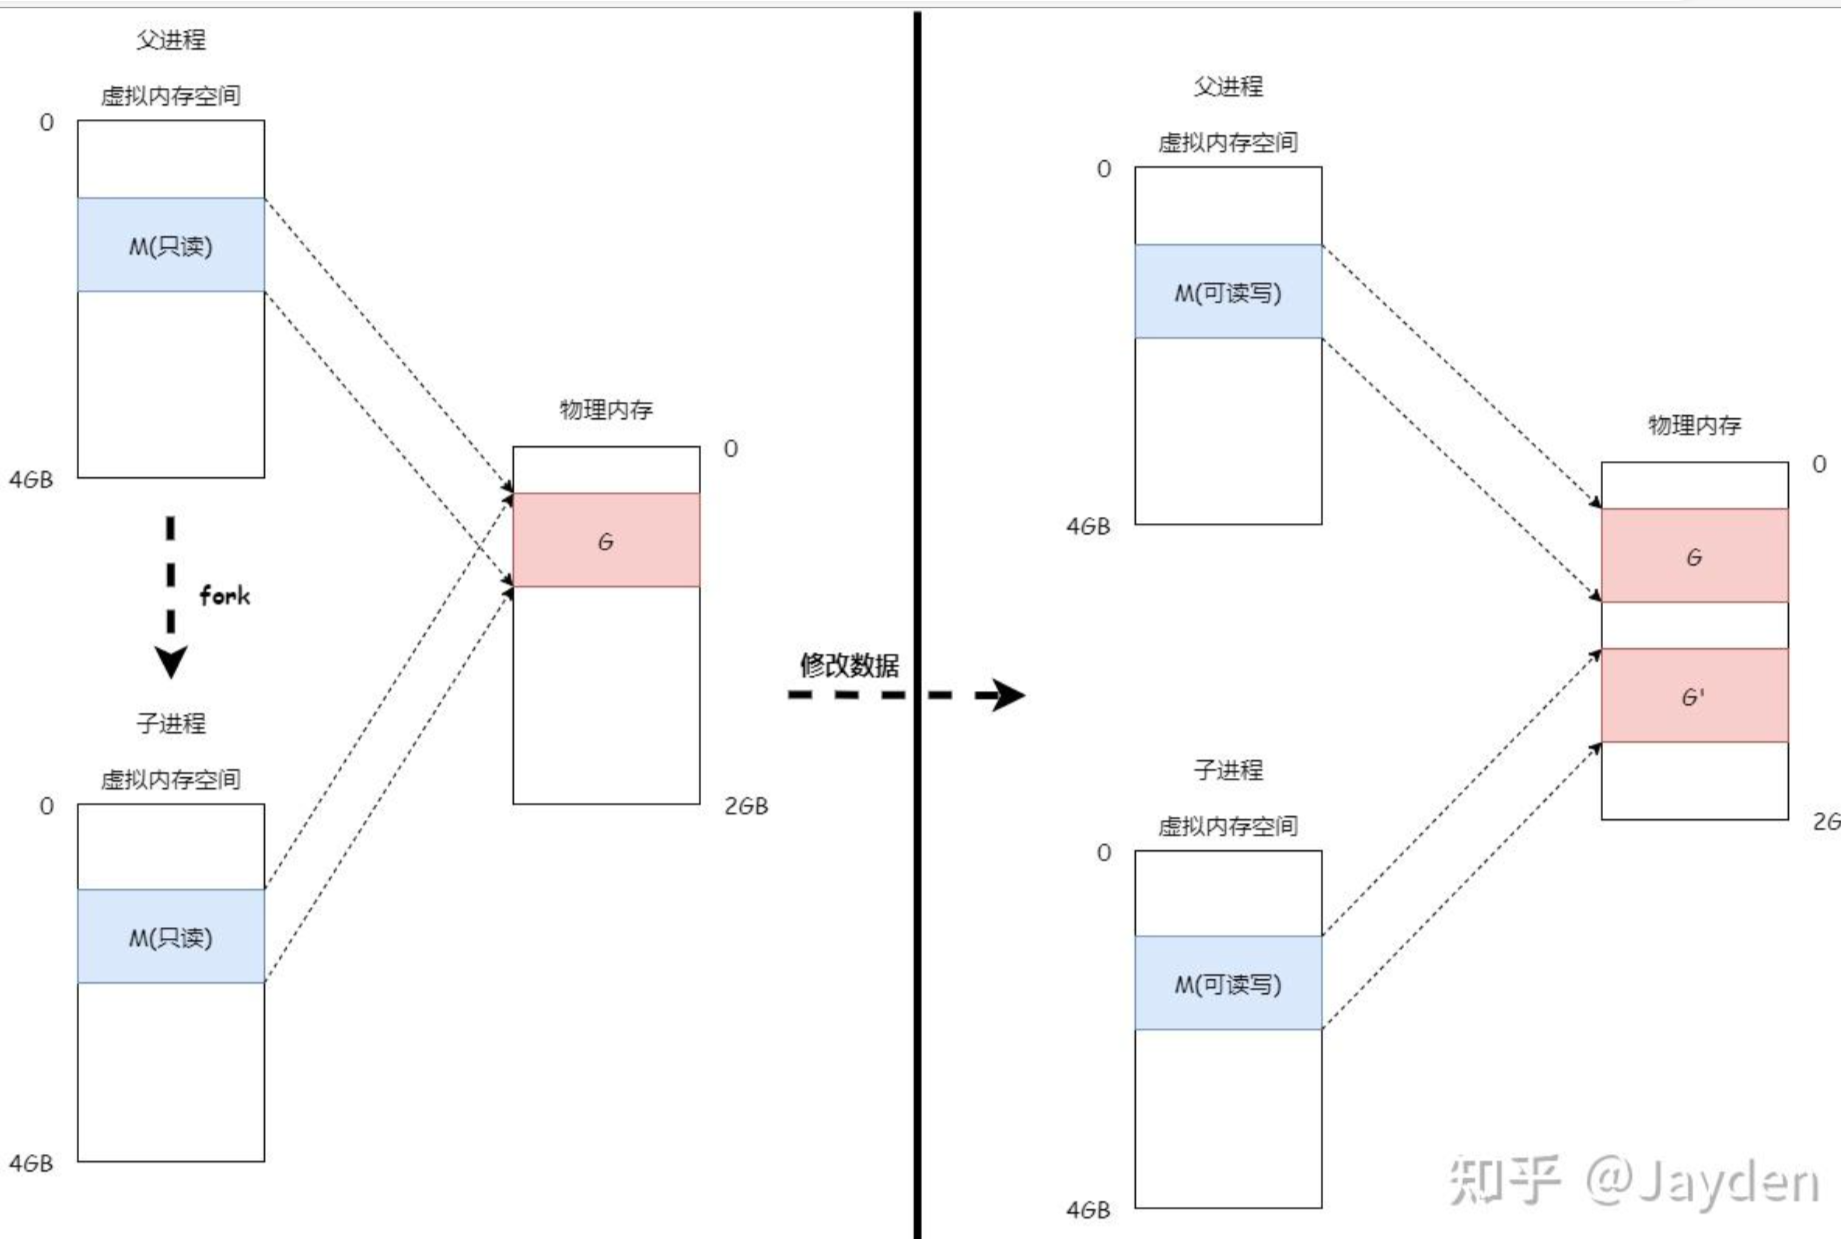 父进程
虚拟内存空间
0
M(只读)
4GB
fork
子进程
虚拟内存空间
0
M(只读)
4GB
物理内存
0
G
2GB
修改数据
父进程
虚拟内存空间
0
M(可读写)
4GB
物理内存
0
G
G'
2G
子进程
虚拟内存空间
0
M(可读写)
4GB
知乎 @Jayden